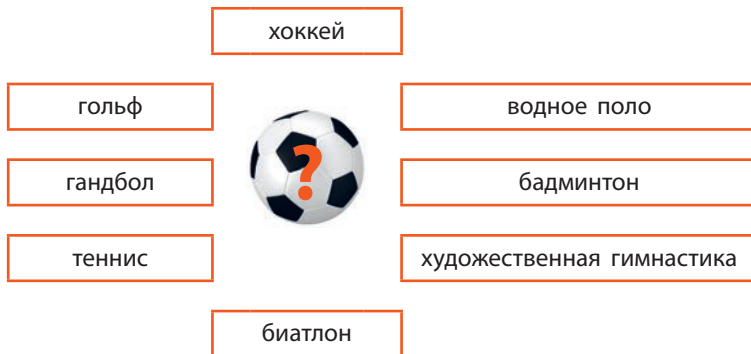 хоккей
гольф
водное поло
?
гандбол
бадминтон
теннис
художественная гимнастика
биатлон